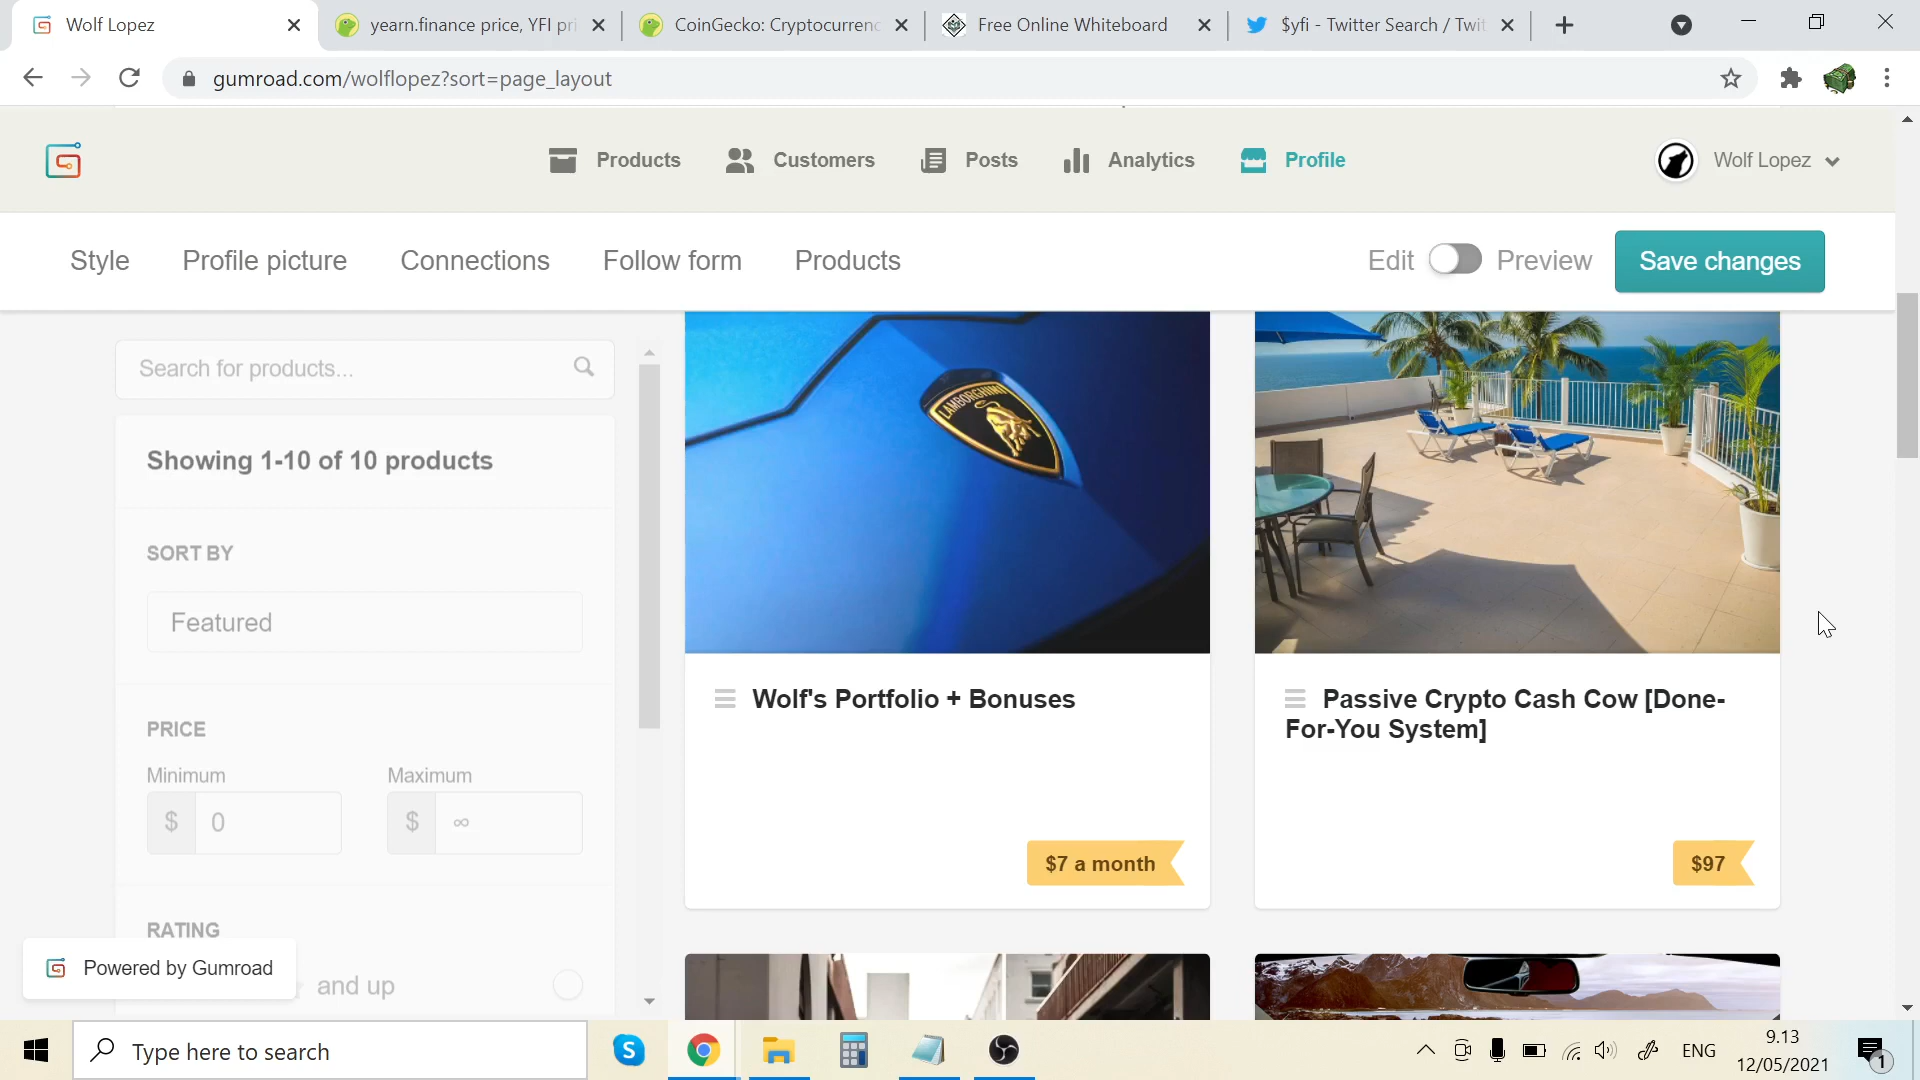 Wolf Lopez
yearn.finance price, YFI pri
CoinGecko: Cryptocurrenc
Free Online Whiteboard
$yfi - Twitter Search / Twit
gumroad.com/wolflopez?sort=page_layout
Products
Customers
Posts
Analytics
Profile
Wolf Lopez
Style
Profile picture
Connections
Follow form
Products
Edit
Preview
Save changes
Search for products...
Showing 1-10 of 10 products
SORT BY
Featured
PRICE
Minimum
Maximum
$ 0
$ ∞
RATING
and up
Powered by Gumroad
LAMBORGHINI
Wolf's Portfolio + Bonuses
$7 a month
Passive Crypto Cash Cow [Done-
For-You System]
$97
Type here to search
ENG
9.13
12/05/2021
1